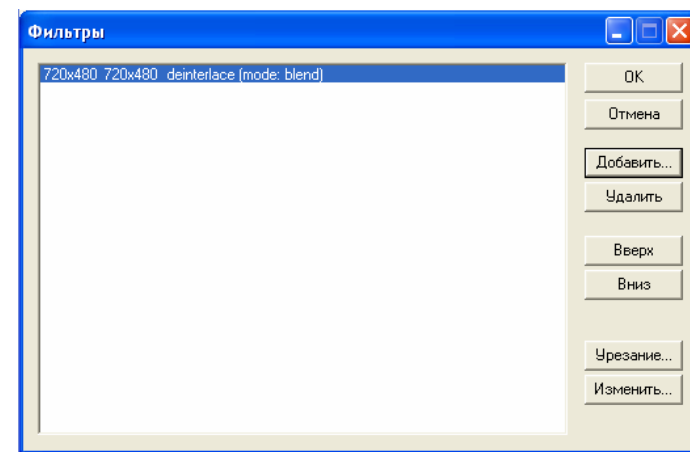 Фильтры
720x480 720x480 deinterlace (mode: blend)
OK
Отмена
Добавить...
Удалить
Вверх
Вниз
Урезание...
Изменить...